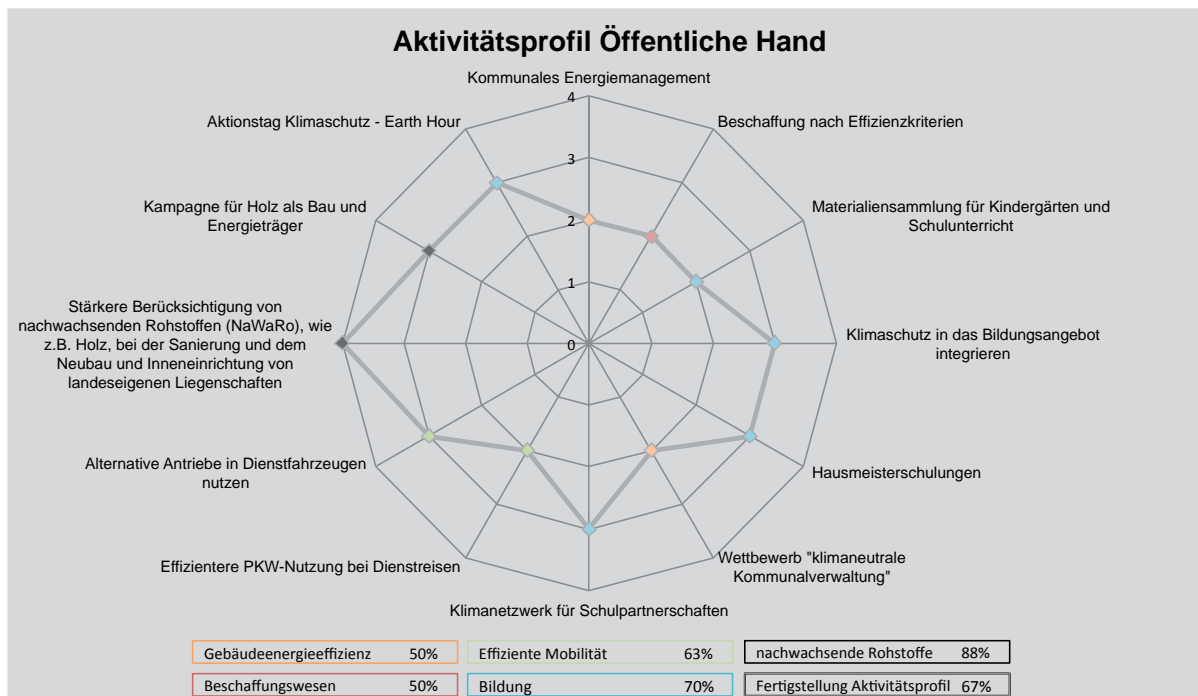 Aktivitätsprofil Öffentliche Hand
Kommunales Energiemanagement
4
Aktionstag Klimaschutz - Earth Hour
Beschaffung nach Effizienzkriterien
3
Kampagne für Holz als Bau und
Energieträger
Materialiensammlung für Kindergärten und
Schulunterricht
2
1
Stärkere Berücksichtigung von
nachwachsenden Rohstoffen (NaWaRo), wie
z.B. Holz, bei der Sanierung und dem
Neubau und Inneneinrichtung von
landeseigenen Liegenschaften
0
Klimaschutz in das Bildungsangebot
integrieren
Alternative Antriebe in Dienstfahrzeugen
nutzen
Hausmeisterschulungen
Effizientere PKW-Nutzung bei Dienstreisen
Wettbewerb "klimaneutrale
Kommunalverwaltung"
Klimanetzwerk für Schulpartnerschaften
Gebäudeenergieeffizienz 50%
Effiziente Mobilität 63%
nachwachsende Rohstoffe 88%
Beschaffungswesen 50%
Bildung 70%
Fertigstellung Aktivitätsprofil 67%